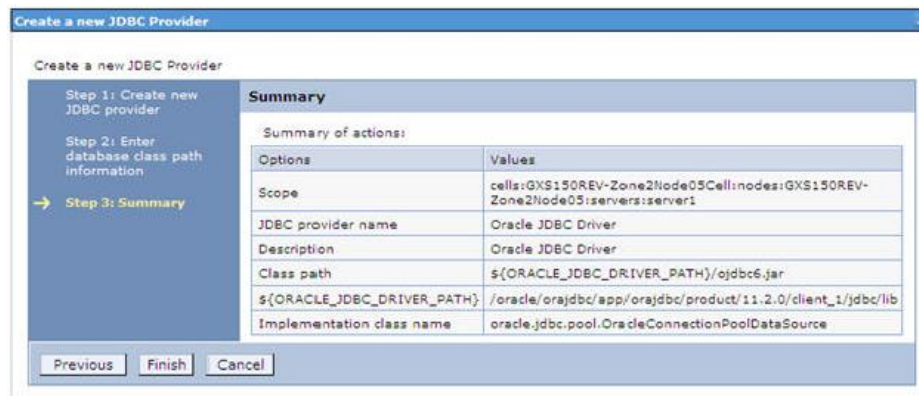 Create a new JDBC Provider
Create a new JDBC Provider
Step 1: Create new
JDBC provider
Step 2: Enter
database class path
information
Step 3: Summary
Summary
Summary of actions:
Options Values
Scope cells:GXS150REV-Zone2Node05Cell:nodes:GXS150REV-
Zone2Node05:servers:server1
JDBC provider name Oracle JDBC Driver
Description Oracle JDBC Driver
Class path ${ORACLE_JDBC_DRIVER_PATH}/ojdbc6.jar
${ORACLE_JDBC_DRIVER_PATH} /oracle/orajdbc/app/orajdbc/product/11.2.0/client_1/jdbc/lib
Implementation class name oracle.jdbc.pool.OracleConnectionPoolDataSource
Previous Finish Cancel